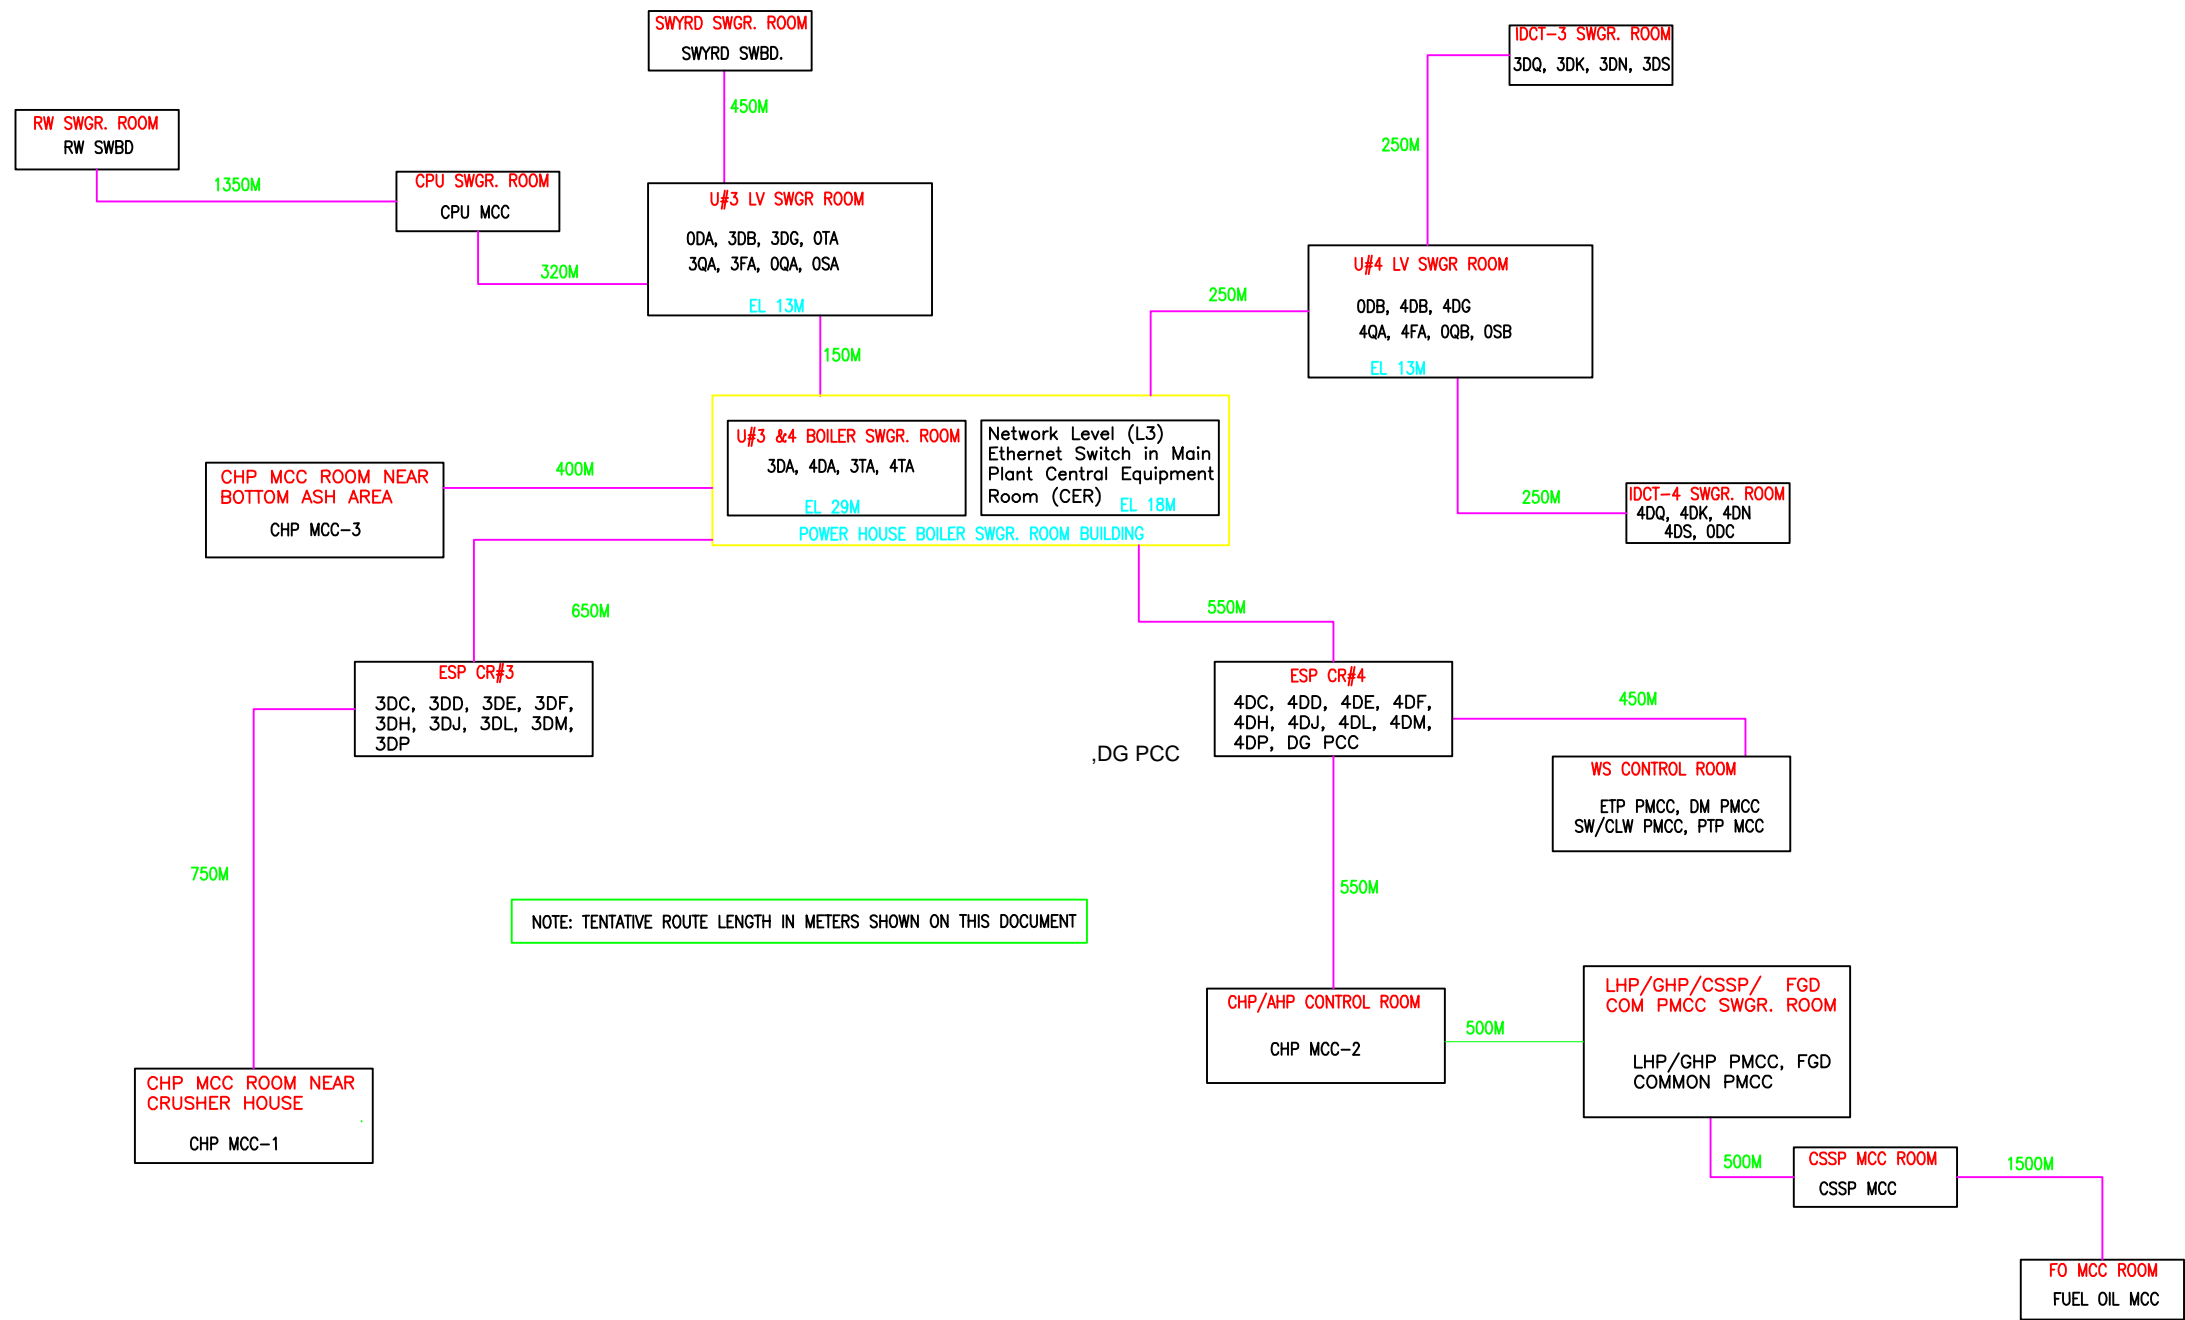 SWYRD SWGR. ROOM
SWYRD SWBD.
450M
IDCT-3 SWGR. ROOM
3DQ, 3DK, 3DN, 3DS
250M
RW SWGR. ROOM
RW SWBD
1350M
CPU SWGR. ROOM
CPU MCC
320M
U#3 LV SWGR ROOM
0DA, 3DB, 3DG, 0TA
3QA, 3FA, 0QA, 0SA
EL 13M
150M
U#4 LV SWGR ROOM
0DB, 4DB, 4DG
4QA, 4FA, 0QB, 0SB
EL 13M
250M
U#3 &4 BOILER SWGR. ROOM
3DA, 4DA, 3TA, 4TA
EL 29M
Network Level (L3)
Ethernet Switch in Main
Plant Central Equipment
Room (CER)
EL 18M
POWER HOUSE BOILER SWGR. ROOM BUILDING
CHP MCC ROOM NEAR
BOTTOM ASH AREA
CHP MCC-3
400M
250M
IDCT-4 SWGR. ROOM
4DQ, 4DK, 4DN
4DS, 0DC
650M
550M
ESP CR#3
3DC, 3DD, 3DE, 3DF,
3DH, 3DJ, 3DL, 3DM,
3DP
,DG PCC
ESP CR#4
4DC, 4DD, 4DE, 4DF,
4DH, 4DJ, 4DL, 4DM,
4DP, DG PCC
450M
WS CONTROL ROOM
ETP PMCC, DM PMCC
SW/CLW PMCC, PTP MCC
750M
550M
NOTE: TENTATIVE ROUTE LENGTH IN METERS SHOWN ON THIS DOCUMENT
CHP/AHP CONTROL ROOM
CHP MCC-2
500M
LHP/GHP/CSSP/ FGD
COM PMCC SWGR. ROOM
LHP/GHP PMCC, FGD
COMMON PMCC
CHP MCC ROOM NEAR
CRUSHER HOUSE
CHP MCC-1
500M
CSSP MCC ROOM
CSSP MCC
1500M
FO MCC ROOM
FUEL OIL MCC